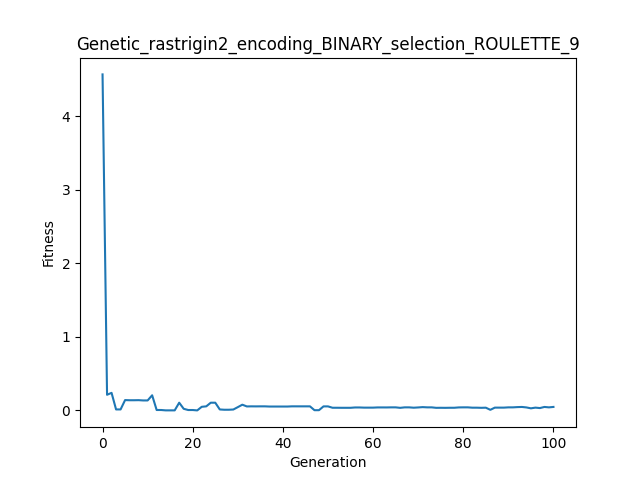 Genetic_rastrigin2_encoding_BINARY_selection_ROULETTE_9
Fitness
4
3
2
1
0
0 20 40 60 80 100
Generation